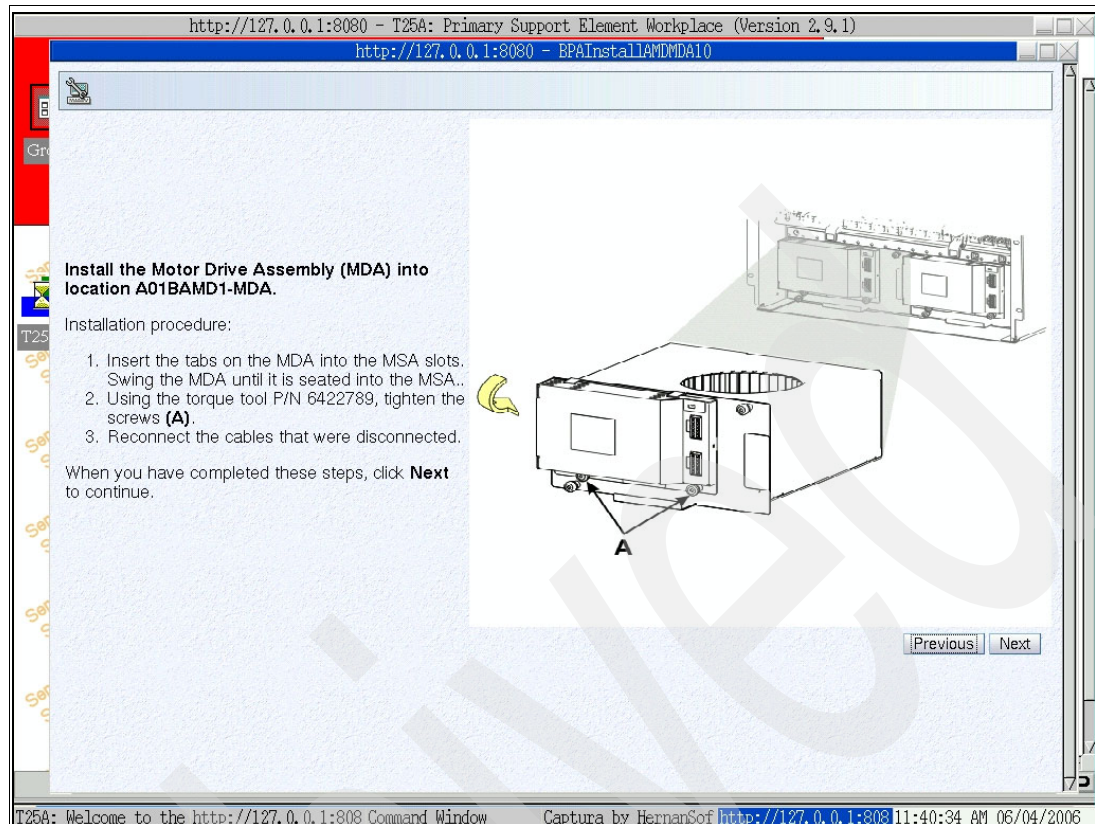 http://127.0.0.1:8080 - T25A: Primary Support Element Workplace (Version 2.9.1)
http://127.0.0.1:8080 - BPAInstallAMDMDA10
Gro
T25
Install the Motor Drive Assembly (MDA) into
location A01BAMD1-MDA.
Installation procedure:
1. Insert the tabs on the MDA into the MSA slots.
Swing the MDA until it is seated into the MSA..
2. Using the torque tool P/N 6422789, tighten the
screws (A).
3. Reconnect the cables that were disconnected.
When you have completed these steps, click Next
to continue.
A
Previous Next
T25A: Welcome to the http://127.0.0.1:808 Command Window Captura by HernanSof http://127.0.0.1:808 11:40:34 AM 06/04/2006